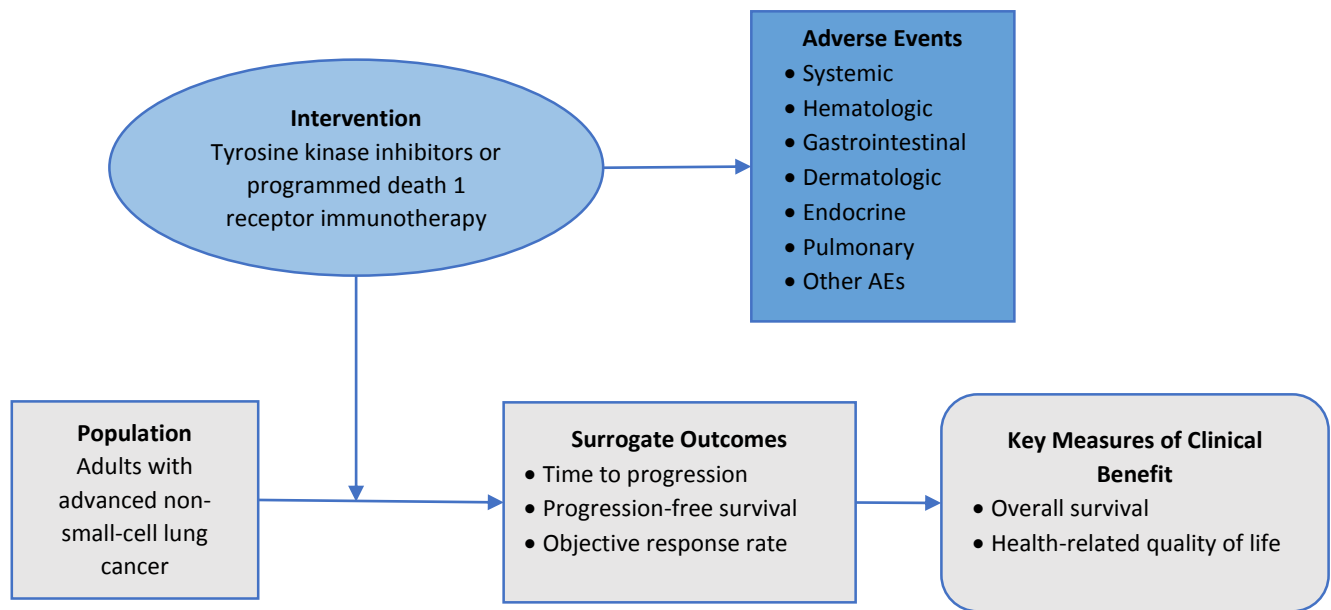 Adverse Events
• Systemic
• Hematologic
• Gastrointestinal
• Dermatologic
• Endocrine
• Pulmonary
• Other AEs
Intervention
Tyrosine kinase inhibitors or
programmed death 1
receptor immunotherapy
Population
Adults with
advanced non-
small-cell lung
cancer
Surrogate Outcomes
• Time to progression
• Progression-free survival
• Objective response rate
Key Measures of Clinical
Benefit
• Overall survival
• Health-related quality of life